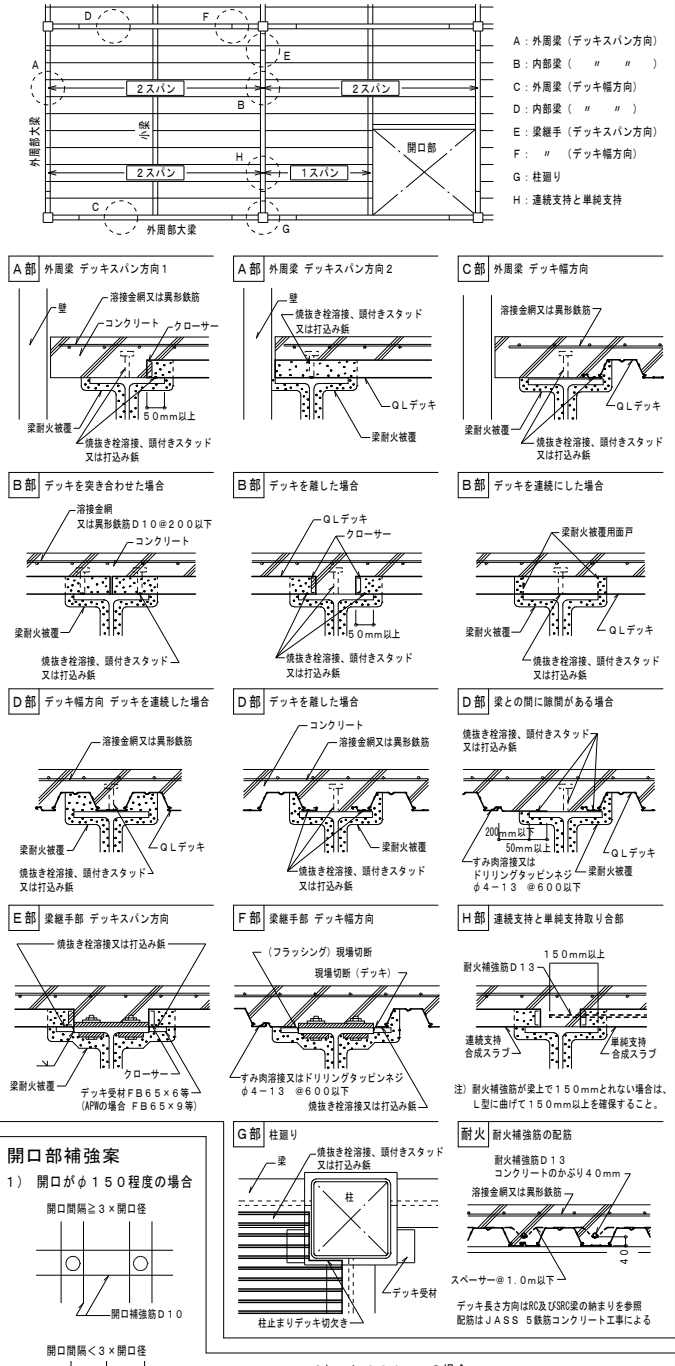 D
F
A
E
B
H
C
G
2スパン
2スパン
2スパン
1スパン
開口部
小梁
外周部大梁
外周部大梁
A：外周梁（デッキスパン方向）
B：内部梁（ 〃 〃 ）
C：外周梁（デッキ幅方向）
D：内部梁（ 〃 〃 ）
E：梁継手（デッキスパン方向）
F： 〃 （デッキ幅方向）
G：柱廻り
H：連続支持と単純支持
A部 外周梁 デッキスパン方向1
壁
溶接金網又は異形鉄筋
コンクリート
クローサー
50mm以上
梁耐火被覆
焼抜き栓溶接、頭付きスタッド
又は打込み鋲
A部 外周梁 デッキスパン方向2
壁
焼抜き栓溶接、頭付きスタッド
又は打込み鋲
QLデッキ
梁耐火被覆
C部 外周梁 デッキ幅方向
溶接金網又は異形鉄筋
QLデッキ
梁耐火被覆
焼抜き栓溶接、頭付きスタッド
又は打込み鋲
B部 デッキを突き合わせた場合
溶接金網
又は異形鉄筋D10@200以下
コンクリート
梁耐火被覆
焼抜き栓溶接、頭付きスタッド
又は打込み鋲
B部 デッキを離した場合
QLデッキ
クローサー
梁耐火被覆
50mm以上
焼抜き栓溶接、頭付きスタッド
又は打込み鋲
B部 デッキを連続にした場合
梁耐火被覆用面戸
梁耐火被覆
QLデッキ
焼抜き栓溶接、頭付きスタッド
又は打込み鋲
D部 デッキ幅方向 デッキを連続した場合
溶接金網又は異形鉄筋
梁耐火被覆
QLデッキ
焼抜き栓溶接、頭付きスタッド
又は打込み鋲
D部 デッキを離した場合
コンクリート
溶接金網又は異形鉄筋
梁耐火被覆
焼抜き栓溶接、頭付きスタッド
又は打込み鋲
D部 梁との間に隙間がある場合
焼抜き栓溶接、頭付きスタッド
又は打込み鋲
200mm以下
50mm以上
QLデッキ
すみ肉溶接又は
ドリリングタッピンネジ
φ4−13 @600以下
梁耐火被覆
E部 梁継手部 デッキスパン方向
焼抜き栓溶接又は打込み鋲
梁耐火被覆
クローサー
デッキ受材FB65×6等
(APWの場合 FB65×9等)
F部 梁継手部 デッキ幅方向
(フラッシング) 現場切断
現場切断 (デッキ)
すみ肉溶接又はドリリングタッピンネジ
φ4−13 @600以下
焼抜き栓溶接又は打込み鋲
H部 連続支持と単純支持取り合部
150mm以上
耐火補強筋D13
連続支持
合成スラブ
単純支持
合成スラブ
注) 耐火補強筋が梁上で150mmとれない場合は、
L型に曲げて150mm以上を確保すること。
G部 柱廻り
梁
焼抜き栓溶接、頭付きスタッド
又は打込み鋲
柱
デッキ受材
柱止まりデッキ切欠き
耐火 耐火補強筋の配筋
耐火補強筋D13
コンクリートのかぶり40mm
溶接金網又は異形鉄筋
40
スペーサー@1.0m以下
デッキ長さ方向はRC及びSRC梁の納まりを参照
配筋はJASS 5鉄筋コンクリート工事による
開口部補強案
1) 開口がφ150程度の場合
開口間隔≧3×開口径
開口補強筋D10
開口間隔<3×開口径